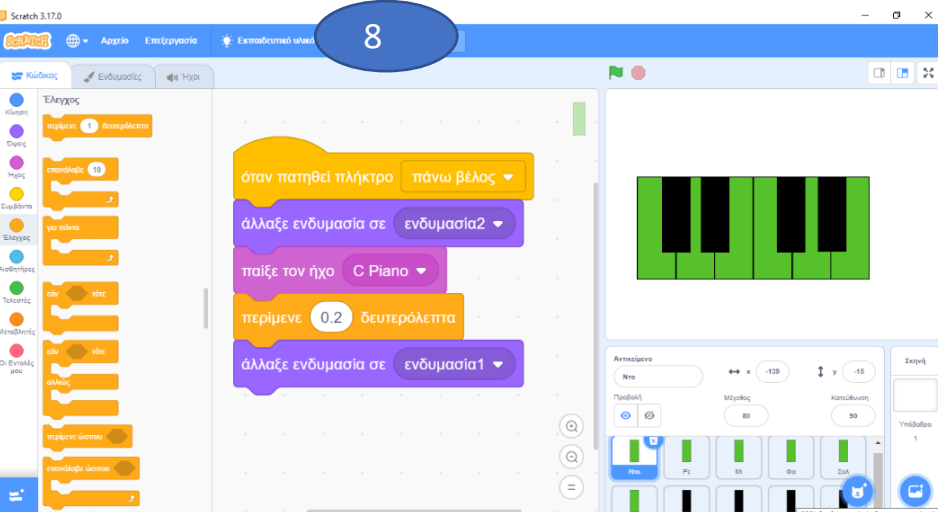 Scratch 3.17.0
8
SCRATCH
Αρχείο Επεξεργασία Εκπαιδευτικό υλικό
Κώδικας Ενδυμασίες Ήχοι
Κίνηση
Όψεις
Ήχος
Συμβάντα
Έλεγχος
Αισθητήρες
Τελεστές
Μεταβλητές
Οι Εντολές μου
Έλεγχος
περίμενε 1 δευτερόλεπτα
επανάλαβε 10
για πάντα
εάν τότε
εάν τότε
αλλιώς
περίμενε ώσπου
επανάλαβε ώσπου
όταν πατηθεί πλήκτρο πάνω βέλος
άλλαξε ενδυμασία σε ενδυμασία2
παίξε τον ήχο C Piano
περίμενε 0.2 δευτερόλεπτα
άλλαξε ενδυμασία σε ενδυμασία1
Αντικείμενο
Ντο x -139 y -15
Προβολή Μέγεθος Κατεύθυνση
80 90
Ντο Ρε Μι Φα Σολ
Σκηνή
Υπόβαθρα
1